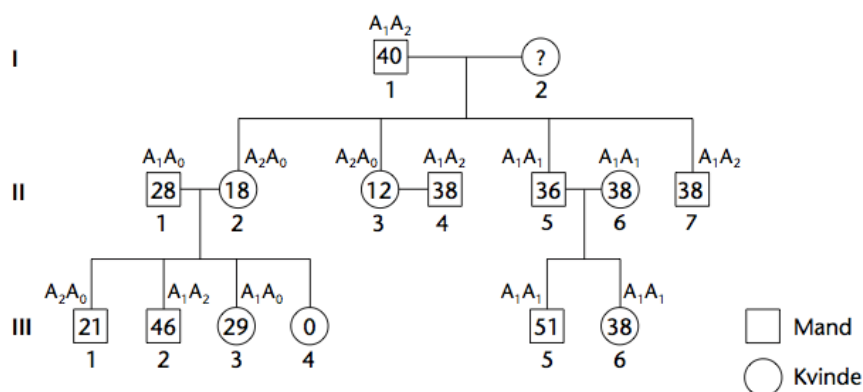 A₁A₂
I 40 ?
1 2
A₁A₀ A₂A₀ A₂A₀ A₁A₂ A₁A₁ A₁A₁ A₁A₂
II 28 18 12 38 36 38 38
1 2 3 4 5 6 7
A₂A₀ A₁A₂ A₁A₀ A₁A₁ A₁A₁
III 21 46 29 0 51 38 Mand
1 2 3 4 5 6
Kvinde